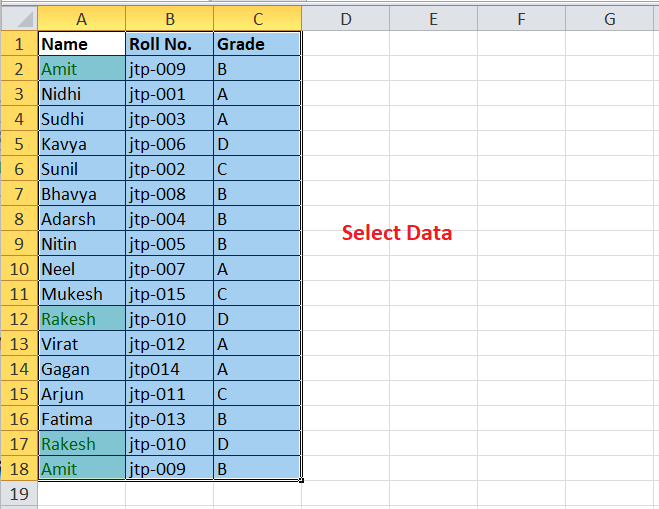 A B C D E F G
1 Name Roll No. Grade
2 Amit jtp-009 B
3 Nidhi jtp-001 A
4 Sudhi jtp-003 A
5 Kavya jtp-006 D
6 Sunil jtp-002 C
7 Bhavya jtp-008 B
8 Adarsh jtp-004 B
Select Data
9 Nitin jtp-005 B
10 Neel jtp-007 A
11 Mukesh jtp-015 C
12 Rakesh jtp-010 D
13 Virat jtp-012 A
14 Gagan jtp014 A
15 Arjun jtp-011 C
16 Fatima jtp-013 B
17 Rakesh jtp-010 D
18 Amit jtp-009 B
19